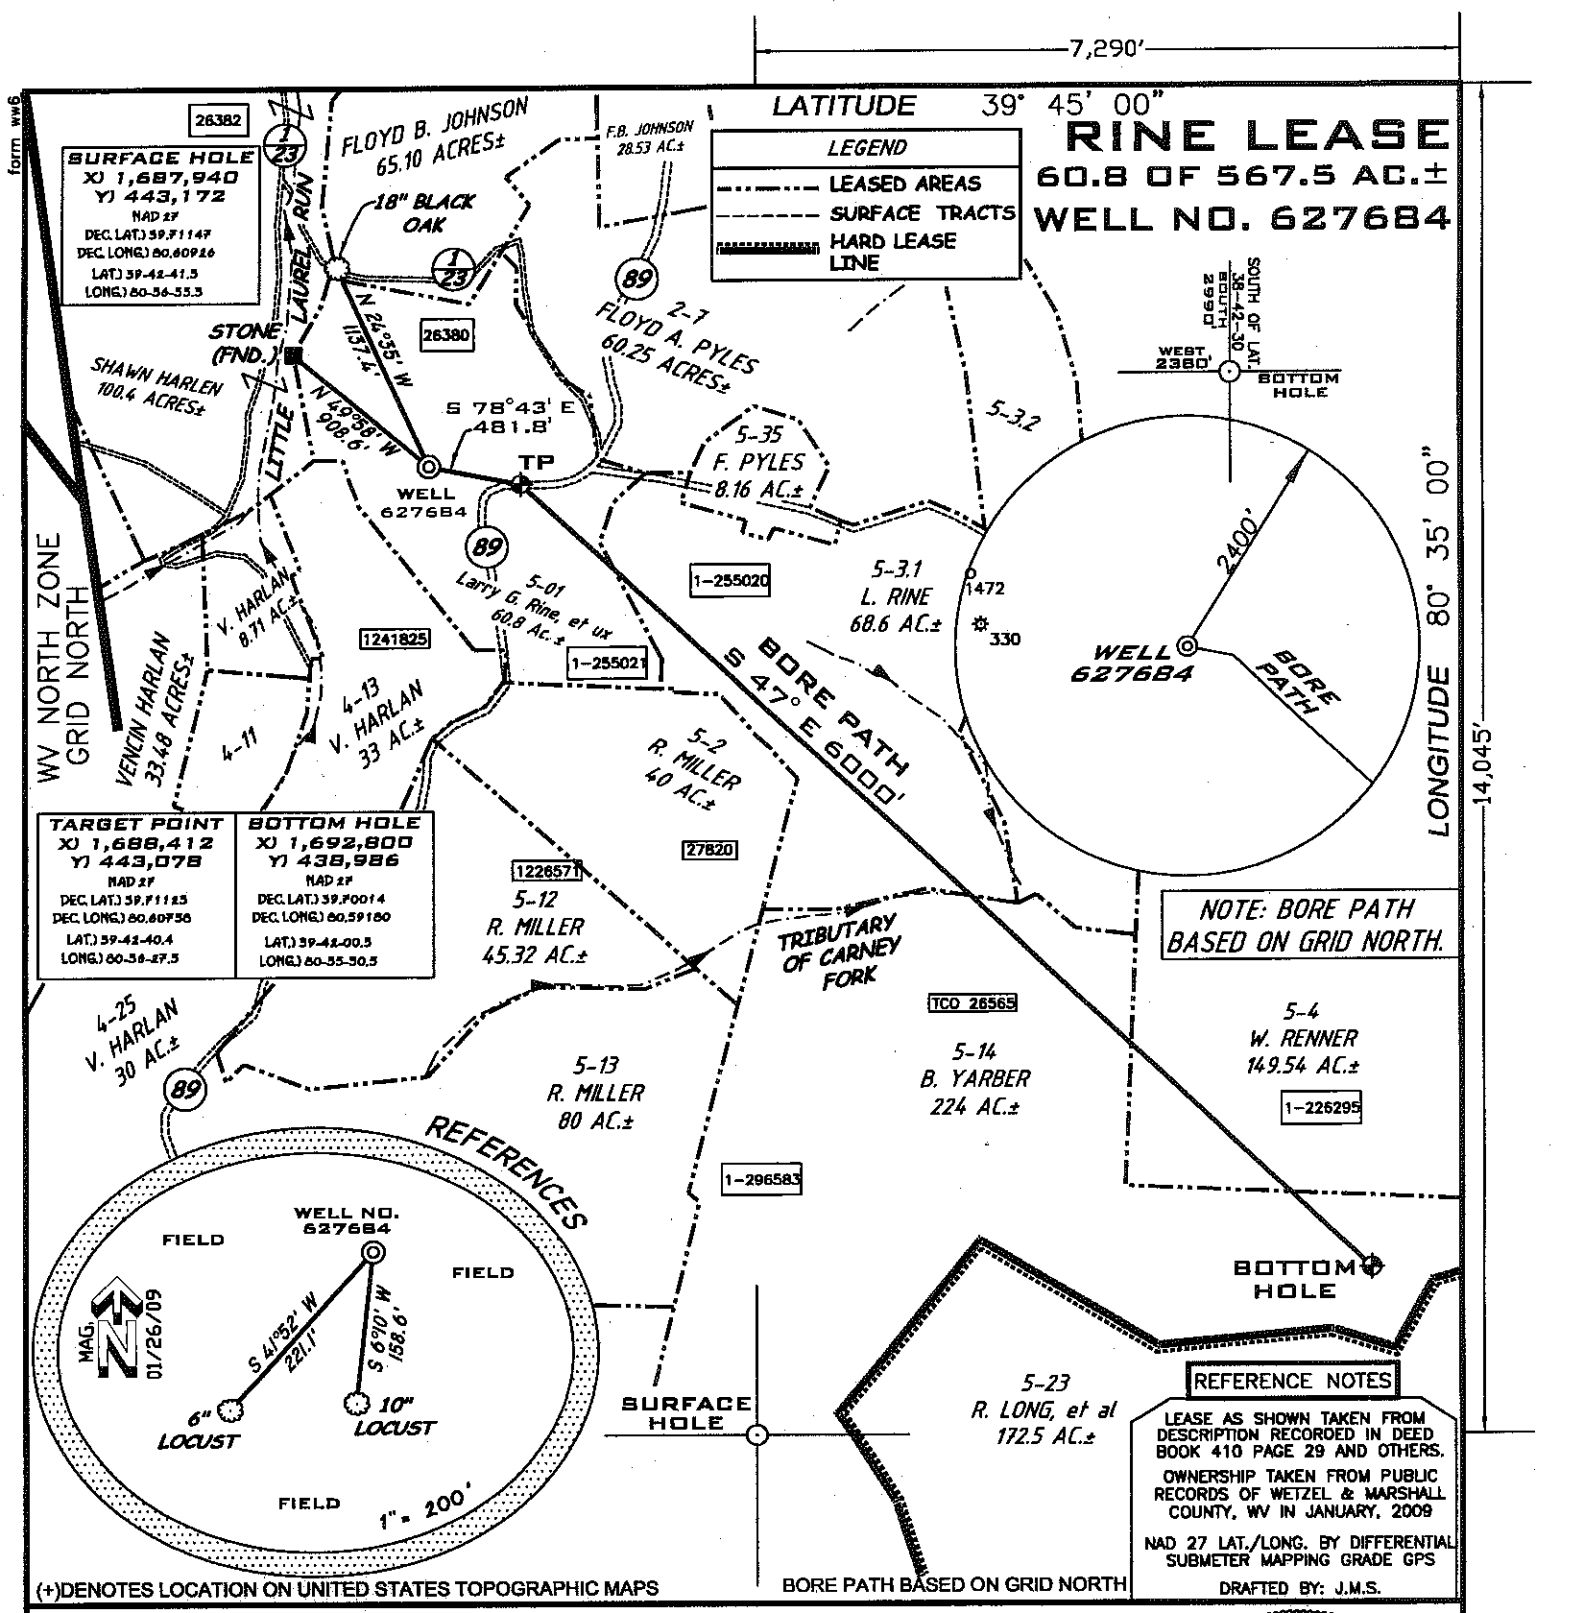 7,290'
form ww6
LATITUDE 39° 45' 00"
RINE LEASE
60.8 OF 567.5 AC.±
WELL NO. 627684
LEGEND
LEASED AREAS
SURFACE TRACTS
HARD LEASE
LINE
26382
1
23
SURFACE HOLE
X) 1,687,940
Y) 443,172
NAD 27
DEC. LAT.) 39.71147
DEC. LONG.) 80.60926
LAT.) 39-42-41.3
LONG.) 80-36-33.3
FLOYD B. JOHNSON
65.10 ACRES±
F.B. JOHNSON
28.53 AC.±
18" BLACK
OAK
1
23
89
LITTLE LAUREL RUN
STONE
(FND.)
SHAWN HARLEN
100.4 ACRES±
N 24°35' W
1137.4'
26380
2-7
FLOYD A. PYLES
60.25 ACRES±
N 49°58' W
908.6'
S 78°43' E
481.8'
TP
WELL
627684
5-35
F. PYLES
8.16 AC.±
5-3.2
SOUTH OF LAT.
38-42-30
SOUTH
2990'
WEST
2380'
BOTTOM
HOLE
2400'
WELL
627684
BORE
PATH
LONGITUDE 80° 35' 00"
14,045'
WV NORTH ZONE
GRID NORTH
89
5-01
Larry G. Rine, et ux
60.8 Ac.±
1-255020
1-255021
1241825
5-3.1
L. RINE
68.6 AC.±
1472
330
V. HARLAN
8.71 AC.±
VENCIN HARLAN
33.48 ACRES±
4-11
4-13
V. HARLAN
33 AC.±
BORE PATH
S 47° E 6000'
5-2
R. MILLER
40 AC.±
27820
TARGET POINT
X) 1,688,412
Y) 443,078
NAD 27
DEC. LAT.) 39.71123
DEC. LONG.) 80.60758
LAT.) 39-42-40.4
LONG.) 80-36-27.3
BOTTOM HOLE
X) 1,692,800
Y) 438,986
NAD 27
DEC. LAT.) 39.70014
DEC. LONG.) 80.59180
LAT.) 39-42-00.5
LONG.) 80-35-30.5
1226571
5-12
R. MILLER
45.32 AC.±
TRIBUTARY
OF CARNEY
FORK
NOTE: BORE PATH
BASED ON GRID NORTH.
4-25
V. HARLAN
30 AC.±
89
5-13
R. MILLER
80 AC.±
TCO 26565
5-14
B. YARBER
224 AC.±
5-4
W. RENNER
149.54 AC.±
1-226295
1-296583
REFERENCES
WELL NO.
627684
FIELD
FIELD
FIELD
MAG.
N
01/26/09
S 41°52' W
221.1'
S 6°10' W
158.6'
6"
LOCUST
10"
LOCUST
1" = 200'
BOTTOM
HOLE
SURFACE
HOLE
5-23
R. LONG, et al
172.5 AC.±
REFERENCE NOTES
LEASE AS SHOWN TAKEN FROM
DESCRIPTION RECORDED IN DEED
BOOK 410 PAGE 29 AND OTHERS.
OWNERSHIP TAKEN FROM PUBLIC
RECORDS OF WETZEL & MARSHALL
COUNTY, WV IN JANUARY, 2009
NAD 27 LAT./LONG. BY DIFFERENTIAL
SUBMETER MAPPING GRADE GPS
DRAFTED BY: J.M.S.
(+)DENOTES LOCATION ON UNITED STATES TOPOGRAPHIC MAPS
BORE PATH BASED ON GRID NORTH